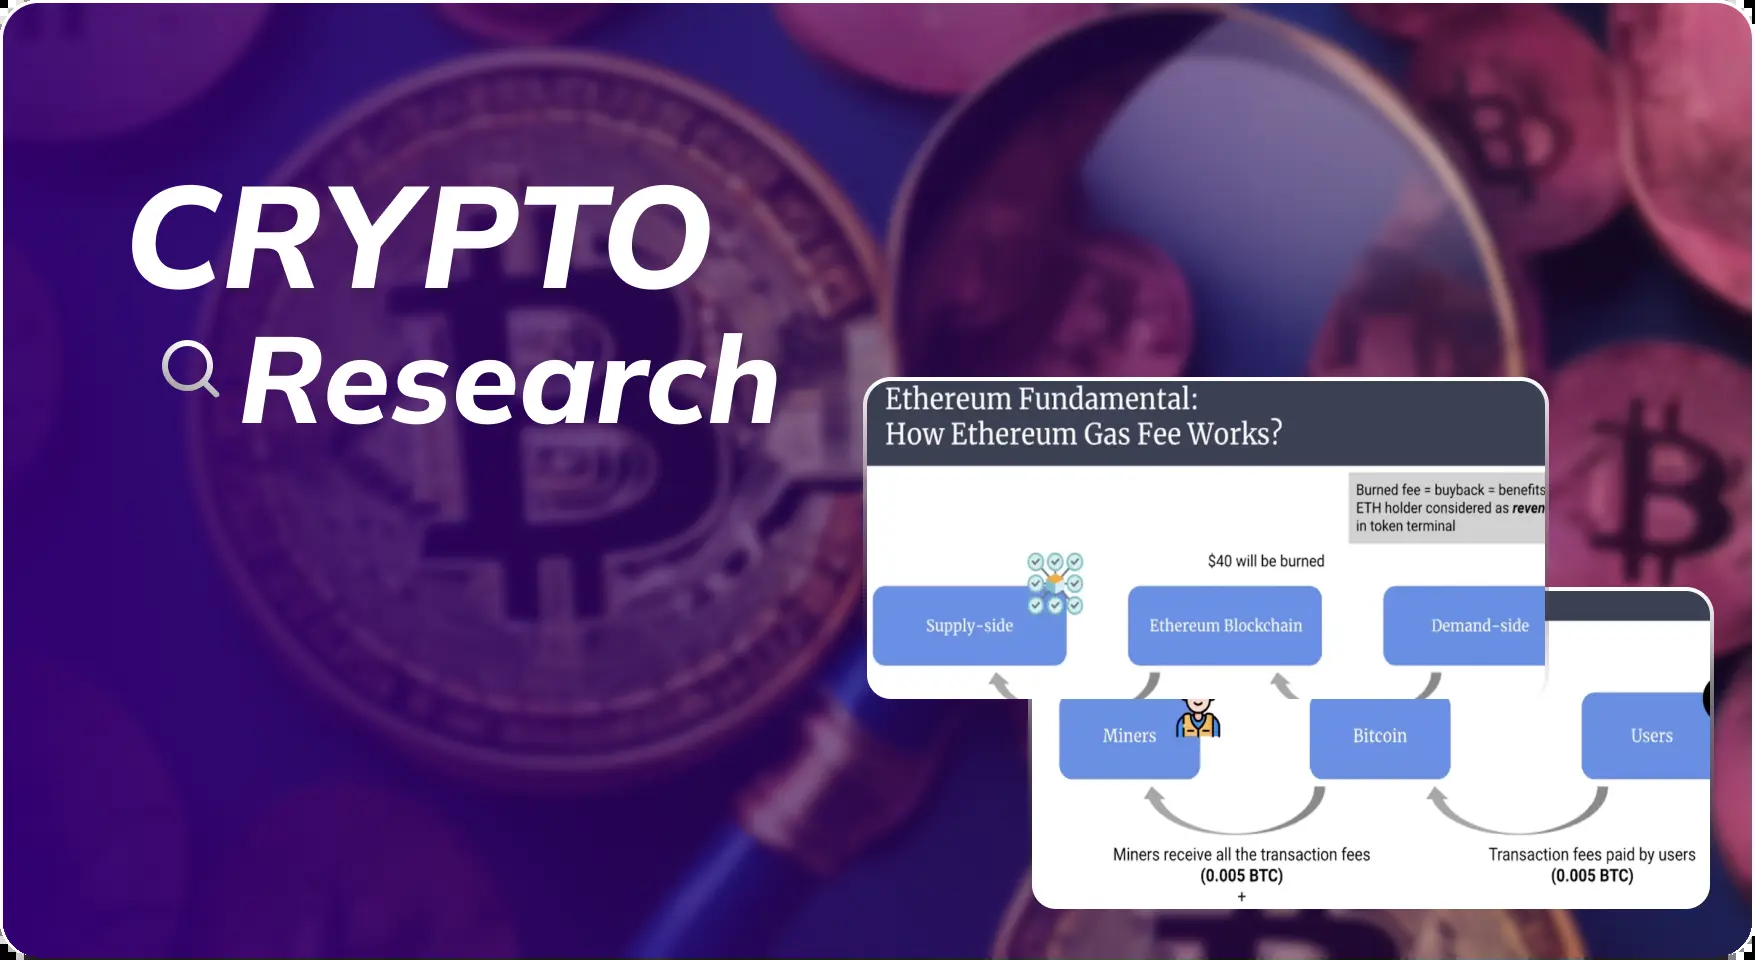 CRYPTO
Research
Ethereum Fundamental:
How Ethereum Gas Fee Works?
Burned fee = buyback = benefits
ETH holder considered as reven
in token terminal
$40 will be burned
Supply-side
Ethereum Blockchain
Demand-side
Miners
Bitcoin
Users
Miners receive all the transaction fees
(0.005 BTC)
+
Transaction fees paid by users
(0.005 BTC)